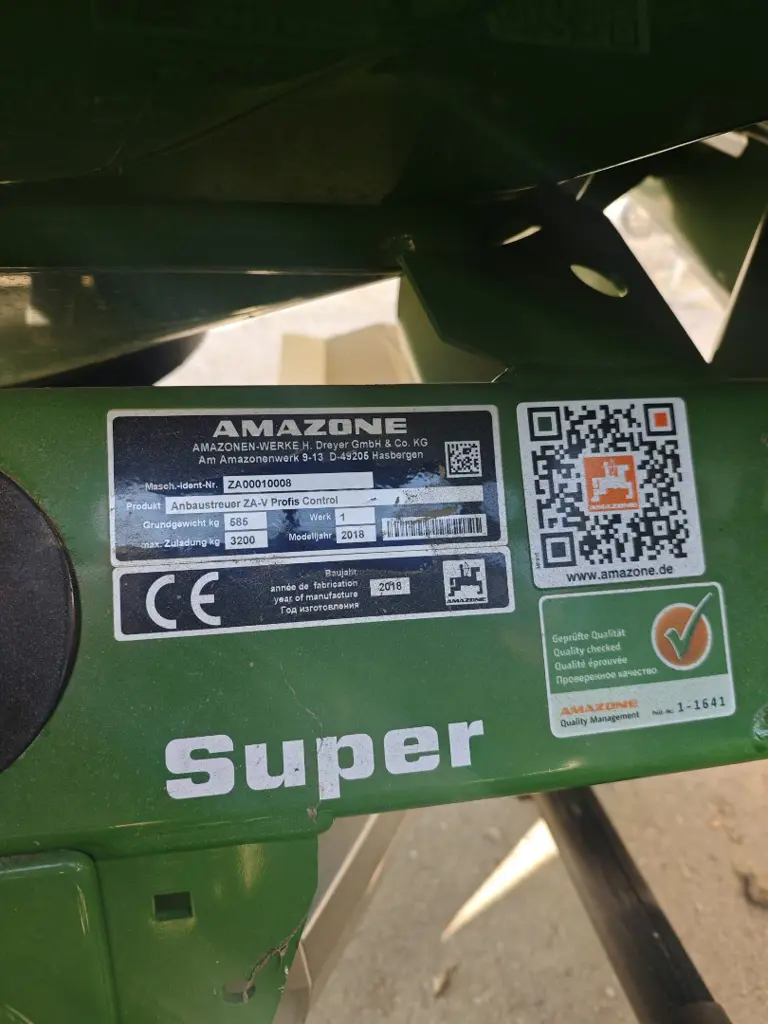 AMAZONE
AMAZONEN-WERKE H. Dreyer GmbH & Co. KG
Am Amazonenwerk 9-13 D-49205 Hasbergen
Masch.-Ident-Nr. ZA00010008
Produkt Anbaustreuer ZA-V Profis Control
Grundgewicht kg 585 Werk 1
max. Zuladung kg 3200 Modelljahr 2018
CE
Baujahr
année de fabrication
year of manufacture
Год изготовления
2018
AMAZONE
AMAZONE
www.amazone.de
Geprüfte Qualität
Quality checked
Qualité éprouvée
Проверенное качество
AMAZONE
Quality Management
1-1641
Super